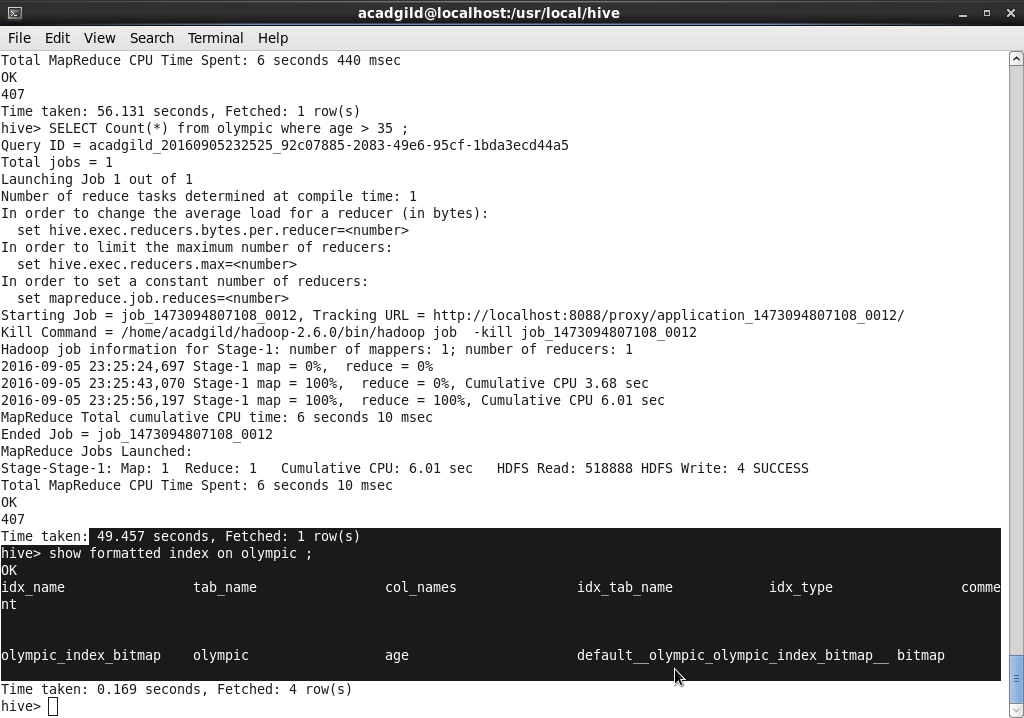 acadgild@localhost:/usr/local/hive
File Edit View Search Terminal Help
Total MapReduce CPU Time Spent: 6 seconds 440 msec
OK
407
Time taken: 56.131 seconds, Fetched: 1 row(s)
hive> SELECT Count(*) from olympic where age > 35 ;
Query ID = acadgild_20160905232525_92c07885-2083-49e6-95cf-1bda3ecd44a5
Total jobs = 1
Launching Job 1 out of 1
Number of reduce tasks determined at compile time: 1
In order to change the average load for a reducer (in bytes):
  set hive.exec.reducers.bytes.per.reducer=<number>
In order to limit the maximum number of reducers:
  set hive.exec.reducers.max=<number>
In order to set a constant number of reducers:
  set mapreduce.job.reduces=<number>
Starting Job = job_1473094807108_0012, Tracking URL = http://localhost:8088/proxy/application_1473094807108_0012/
Kill Command = /home/acadgild/hadoop-2.6.0/bin/hadoop job  -kill job_1473094807108_0012
Hadoop job information for Stage-1: number of mappers: 1; number of reducers: 1
2016-09-05 23:25:24,697 Stage-1 map = 0%,  reduce = 0%
2016-09-05 23:25:43,070 Stage-1 map = 100%,  reduce = 0%, Cumulative CPU 3.68 sec
2016-09-05 23:25:56,197 Stage-1 map = 100%,  reduce = 100%, Cumulative CPU 6.01 sec
MapReduce Total cumulative CPU time: 6 seconds 10 msec
Ended Job = job_1473094807108_0012
MapReduce Jobs Launched:
Stage-Stage-1: Map: 1  Reduce: 1   Cumulative CPU: 6.01 sec   HDFS Read: 518888 HDFS Write: 4 SUCCESS
Total MapReduce CPU Time Spent: 6 seconds 10 msec
OK
407
Time taken: 49.457 seconds, Fetched: 1 row(s)
hive> show formatted index on olympic ;
OK
idx_name                tab_name                col_names               idx_tab_name            idx_type                comme
nt
olympic_index_bitmap    olympic                 age                     default__olympic_olympic_index_bitmap__ bitmap
Time taken: 0.169 seconds, Fetched: 4 row(s)
hive>